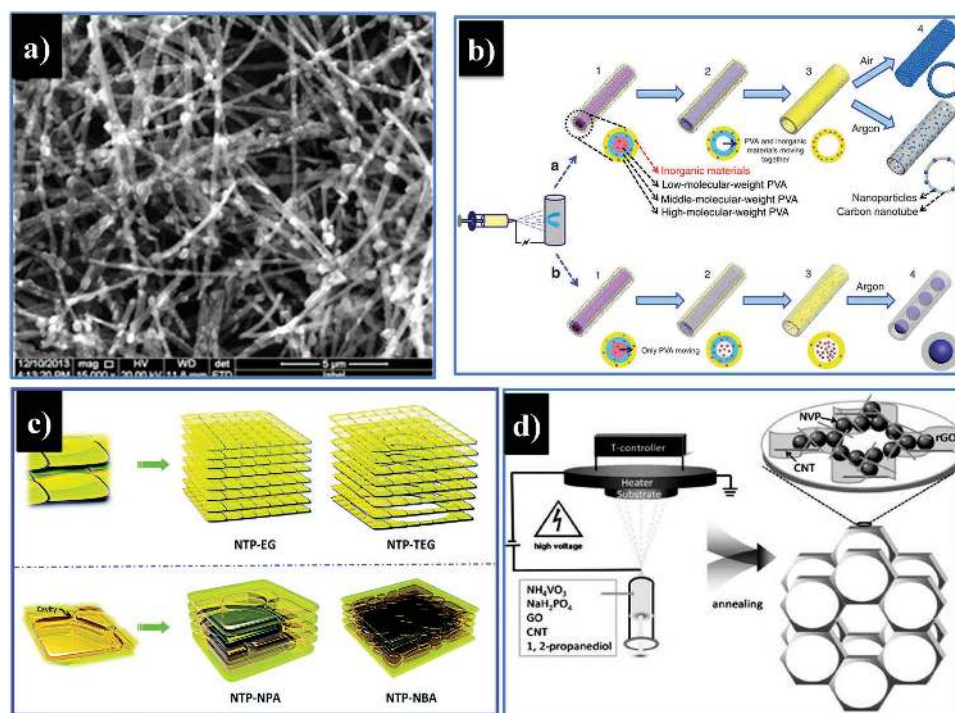 a)
12/10/2013 mag HV WD det
4:13:20 PM 15,000 x 20.00 kV 11.8 mm ETD
5 µm
b)
1
2
3
4
Air
Argon
PVA and inorganic
materials moving
together
a
Inorganic materials
Low-molecular-weight PVA
Middle-molecular-weight PVA
High-molecular-weight PVA
Nanoparticles
Carbon nanotube
b
1
2
3
4
Argon
Only PVA moving
c)
NTP-EG
NTP-TEG
Cavity
NTP-NPA
NTP-NBA
d)
T-controller
Heater
Substrate
high voltage
NH₄VO₃
NaH₂PO₄
GO
CNT
1, 2-propanediol
annealing
NVP
rGO
CNT